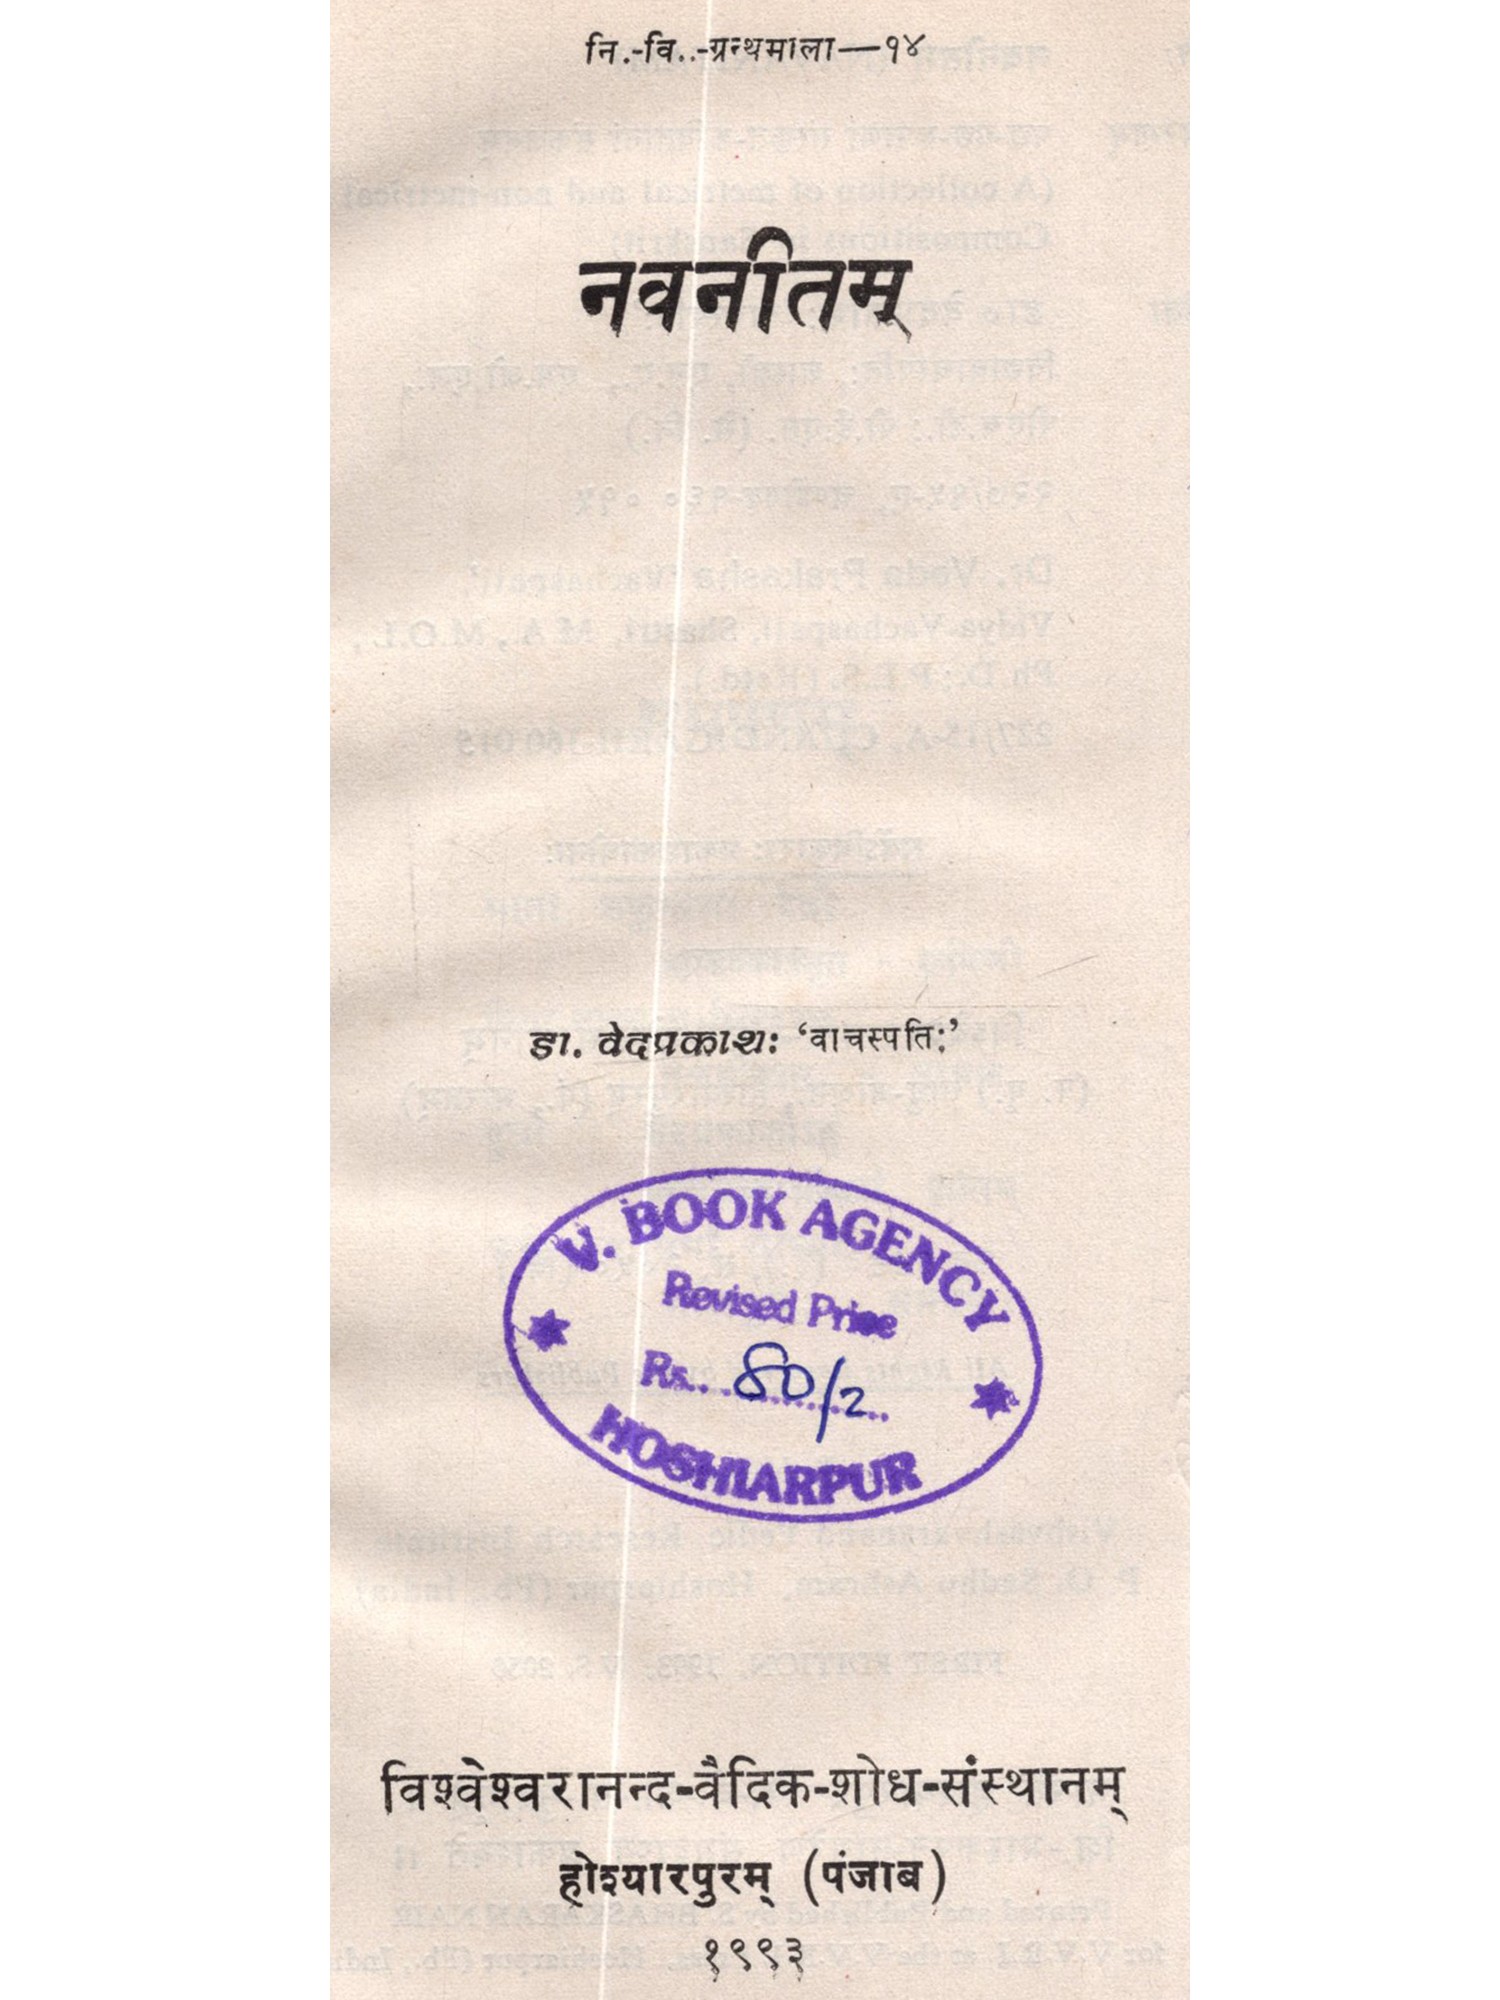 नि.-वि..-ग्रन्थमाला—१४
नवनीतम्
डा. वेदप्रकाशः ‘वाचस्पतिः’
V. BOOK AGENCY
Revised Price
Rs... 80/2
HOSHIARPUR
विश्वेश्वरानन्द-वैदिक-शोध-संस्थानम्
होश्यारपुरम् (पंजाब)
१९९३